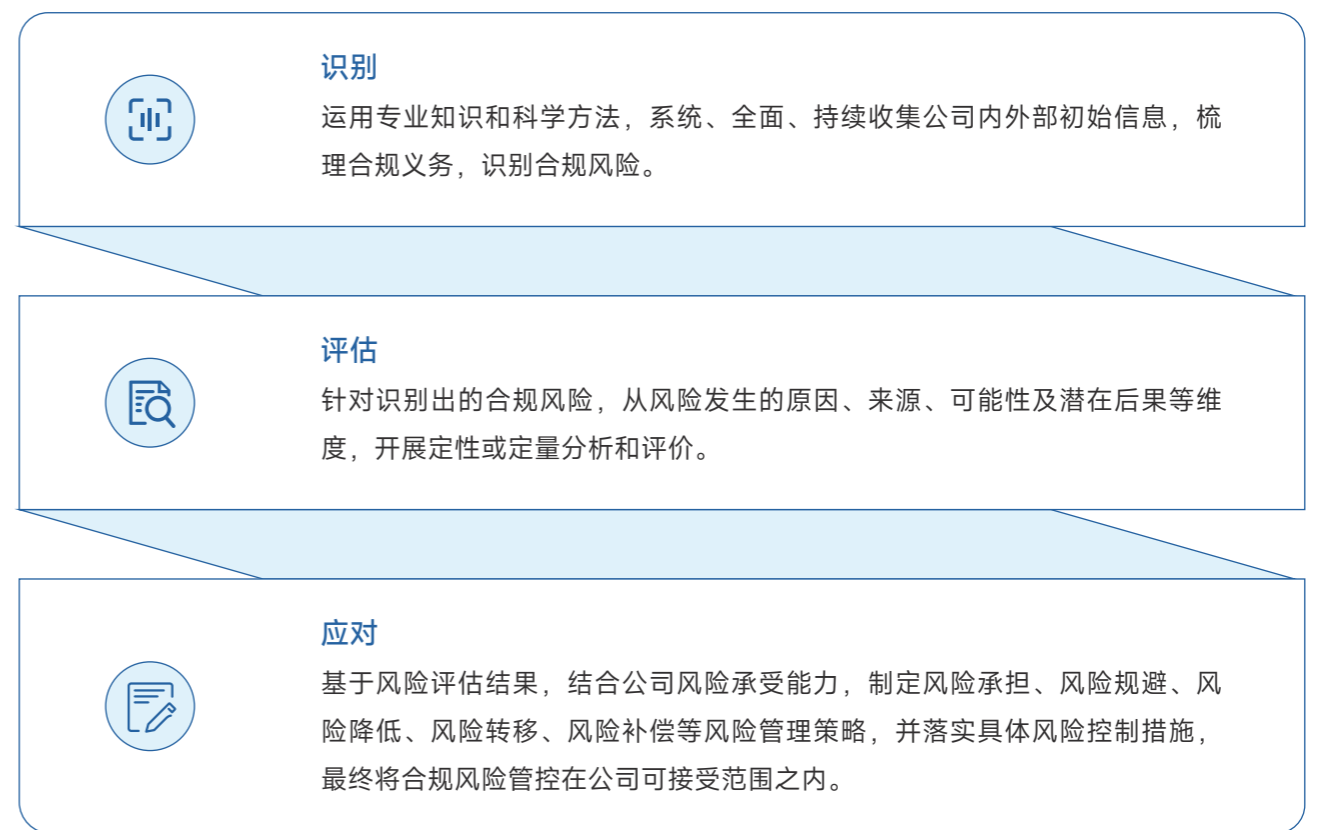 识别
运用专业知识和科学方法，系统、全面、持续收集公司内外部初始信息，梳
理合规义务，识别合规风险。
评估
针对识别出的合规风险，从风险发生的原因、来源、可能性及潜在后果等维
度，开展定性或定量分析和评价。
应对
基于风险评估结果，结合公司风险承受能力，制定风险承担、风险规避、风
险降低、风险转移、风险补偿等风险管理策略，并落实具体风险控制措施，
最终将合规风险管控在公司可接受范围之内。